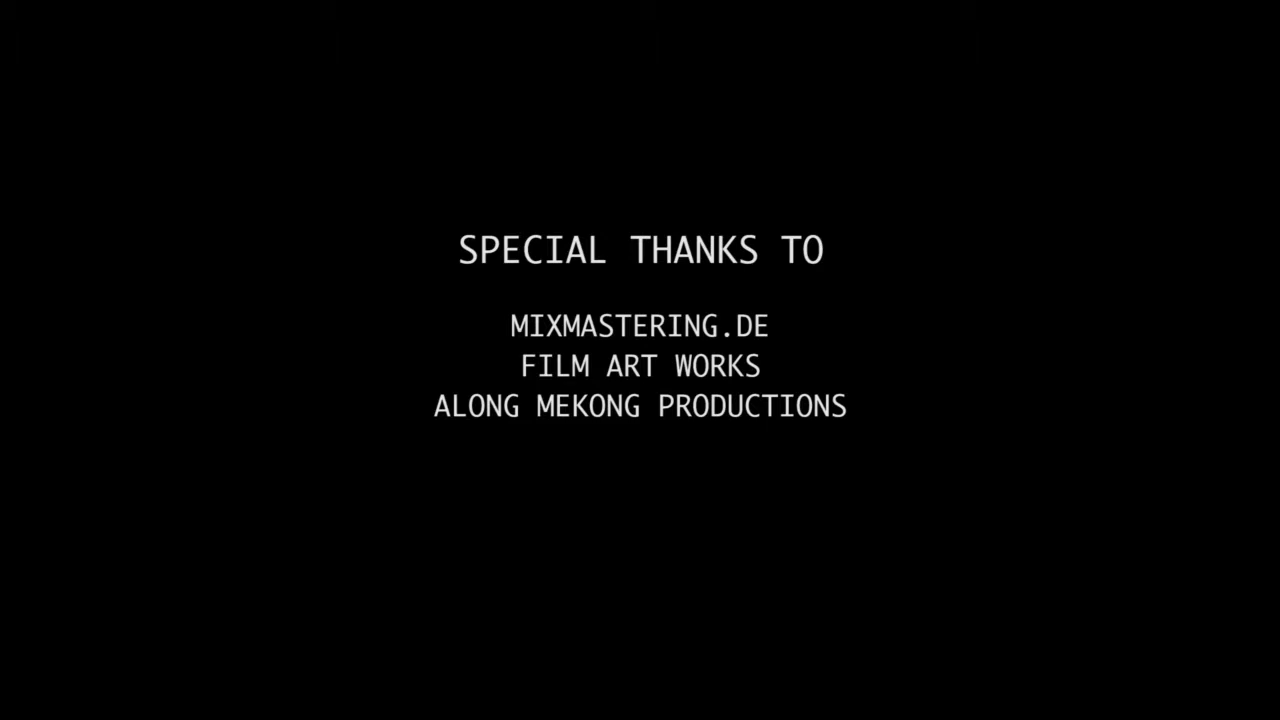 SPECIAL THANKS TO
MIXMASTERING.DE
FILM ART WORKS
ALONG MEKONG PRODUCTIONS